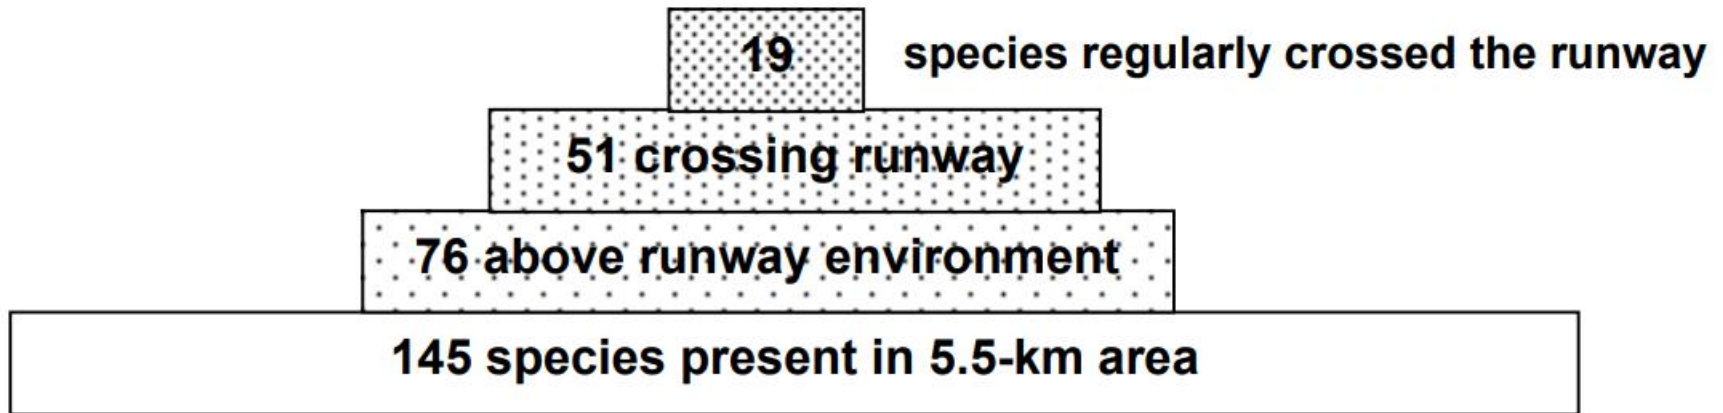 19 species regularly crossed the runway
51 crossing runway
76 above runway environment
145 species present in 5.5-km area